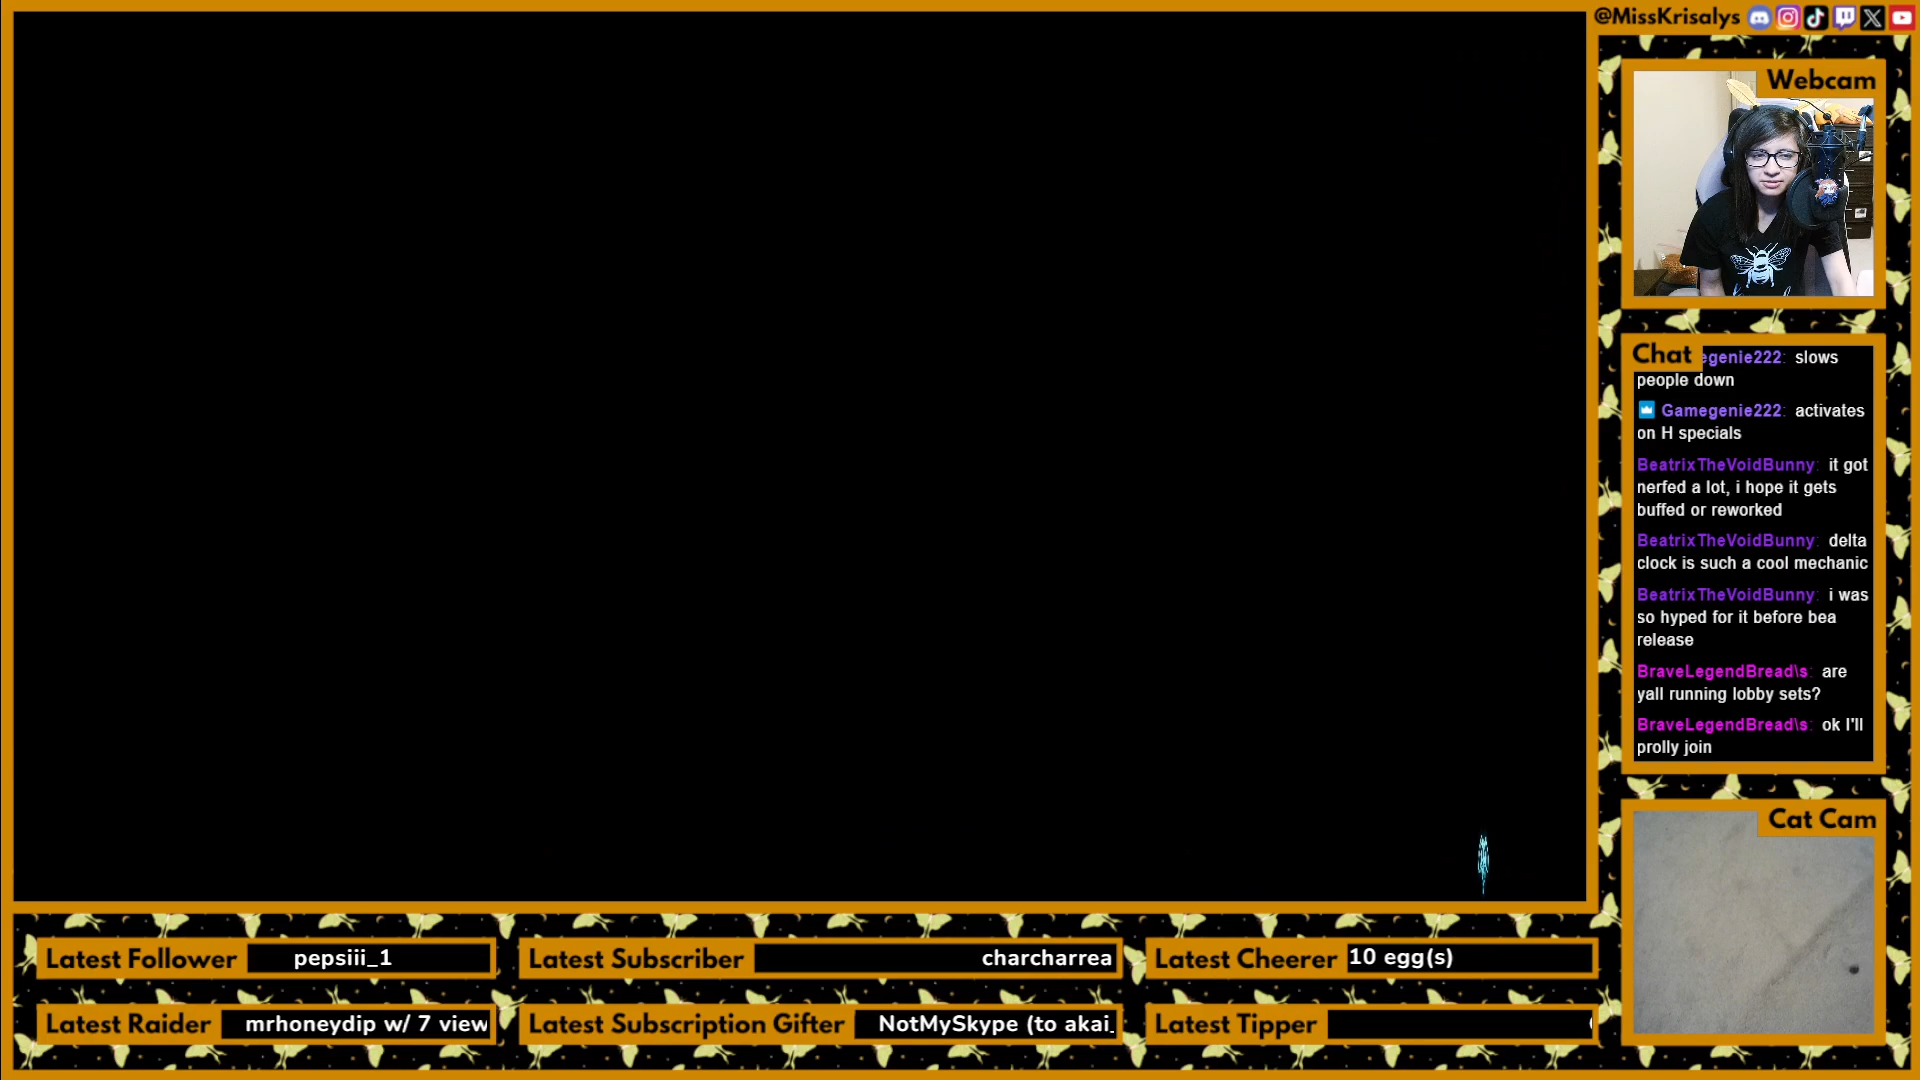 @MissKrisalys
Webcam
Chat
egenie222: slows
people down
Gamegenie222: activates
on H specials
BeatrixTheVoidBunny: it got
nerfed a lot, i hope it gets
buffed or reworked
BeatrixTheVoidBunny: delta
clock is such a cool mechanic
BeatrixTheVoidBunny: i was
so hyped for it before bea
release
BraveLegendBread\s: are
yall running lobby sets?
BraveLegendBread\s: ok I'll
prolly join
Cat Cam
Latest Follower pepsiii_1
Latest Subscriber charcharrea
Latest Cheerer 10 egg(s)
Latest Raider mrhoneydip w/ 7 view
Latest Subscription Gifter NotMySkype (to akai_
Latest Tipper